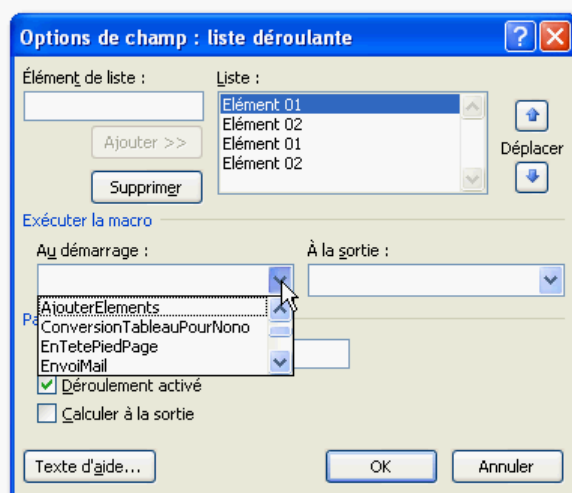 Options de champ : liste déroulante
Élément de liste :
Liste :
Elément 01
Elément 02
Elément 01
Elément 02
Ajouter >>
Supprimer
Déplacer
Exécuter la macro
Au démarrage :
À la sortie :
AjouterElements
ConversionTableauPourNono
EnTetePiedPage
EnvoiMail
Pa
Déroulement activé
Calculer à la sortie
Texte d'aide...
OK
Annuler